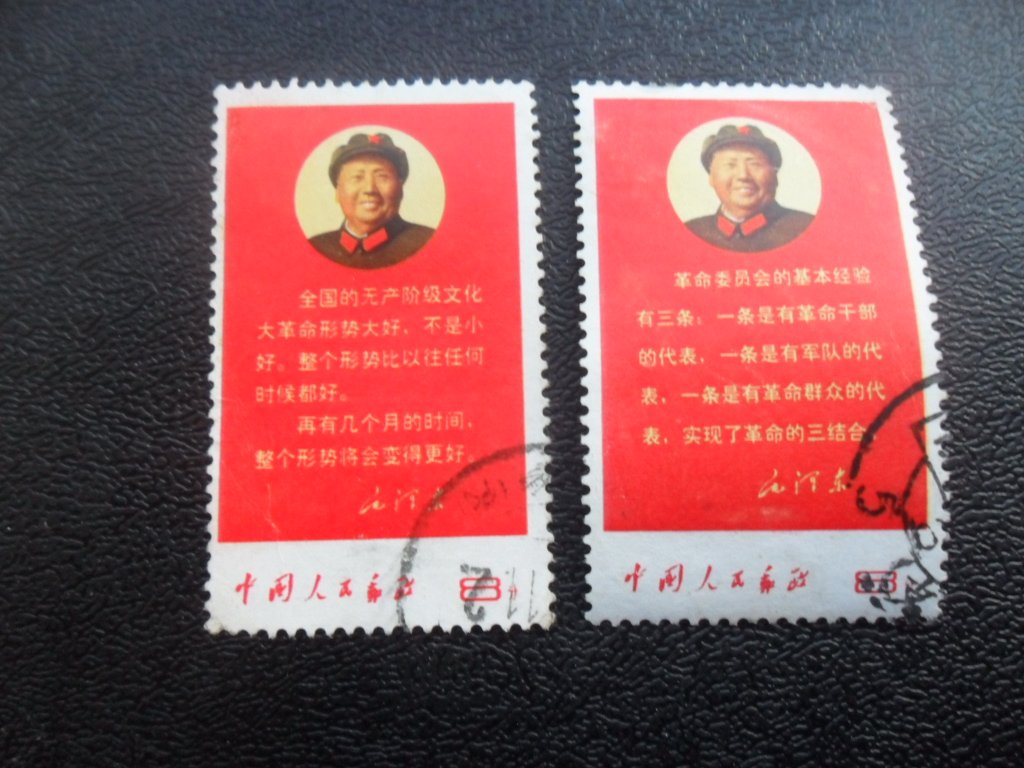 全国的无产阶级文化
大革命形势大好，不是小
好。整个形势比以往任何
时候都好。
再有几个月的时间，
整个形势将会变得更好。
毛泽东
中国人民邮政 8分
革命委员会的基本经验
有三条：一条是有革命干部
的代表，一条是有军队的代
表，一条是有革命群众的代
表，实现了革命的三结合。
毛泽东
中国人民邮政 8